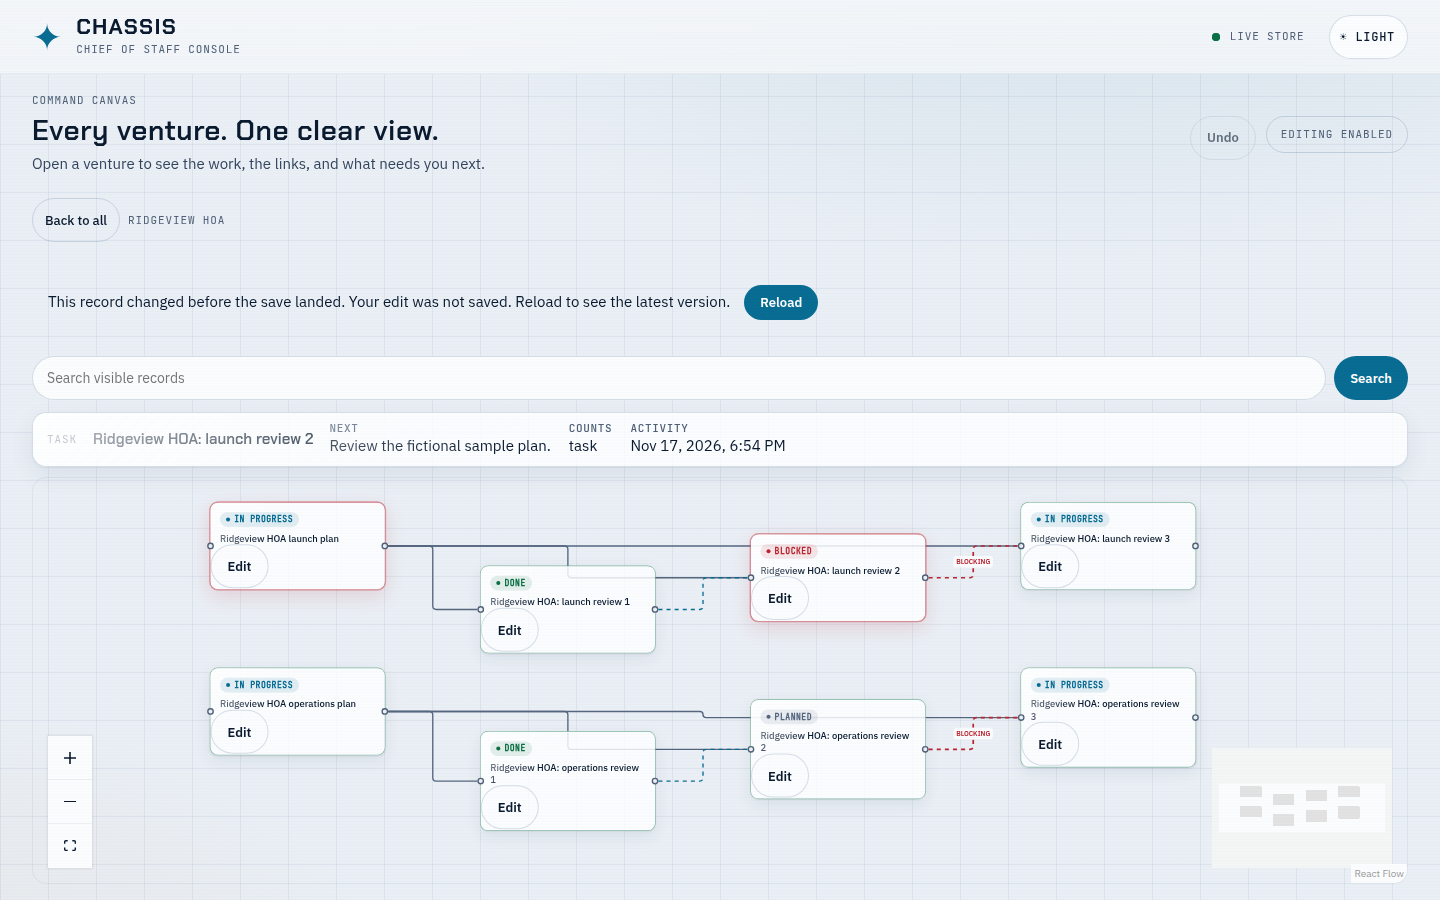 CHASSIS
CHIEF OF STAFF CONSOLE
LIVE STORE
LIGHT
COMMAND CANVAS
Every venture. One clear view.
Open a venture to see the work, the links, and what needs you next.
Undo
EDITING ENABLED
Back to all
RIDGEVIEW HOA
This record changed before the save landed. Your edit was not saved. Reload to see the latest version.
Reload
Search visible records
Search
TASK
Ridgeview HOA: launch review 2
NEXT
Review the fictional sample plan.
COUNTS
task
ACTIVITY
Nov 17, 2026, 6:54 PM
IN PROGRESS
Ridgeview HOA launch plan
Edit
DONE
Ridgeview HOA: launch review 1
Edit
BLOCKED
Ridgeview HOA: launch review 2
Edit
BLOCKING
IN PROGRESS
Ridgeview HOA: launch review 3
Edit
IN PROGRESS
Ridgeview HOA operations plan
Edit
DONE
Ridgeview HOA: operations review
1
Edit
PLANNED
Ridgeview HOA: operations review
2
Edit
BLOCKING
IN PROGRESS
Ridgeview HOA: operations review
3
Edit
React Flow